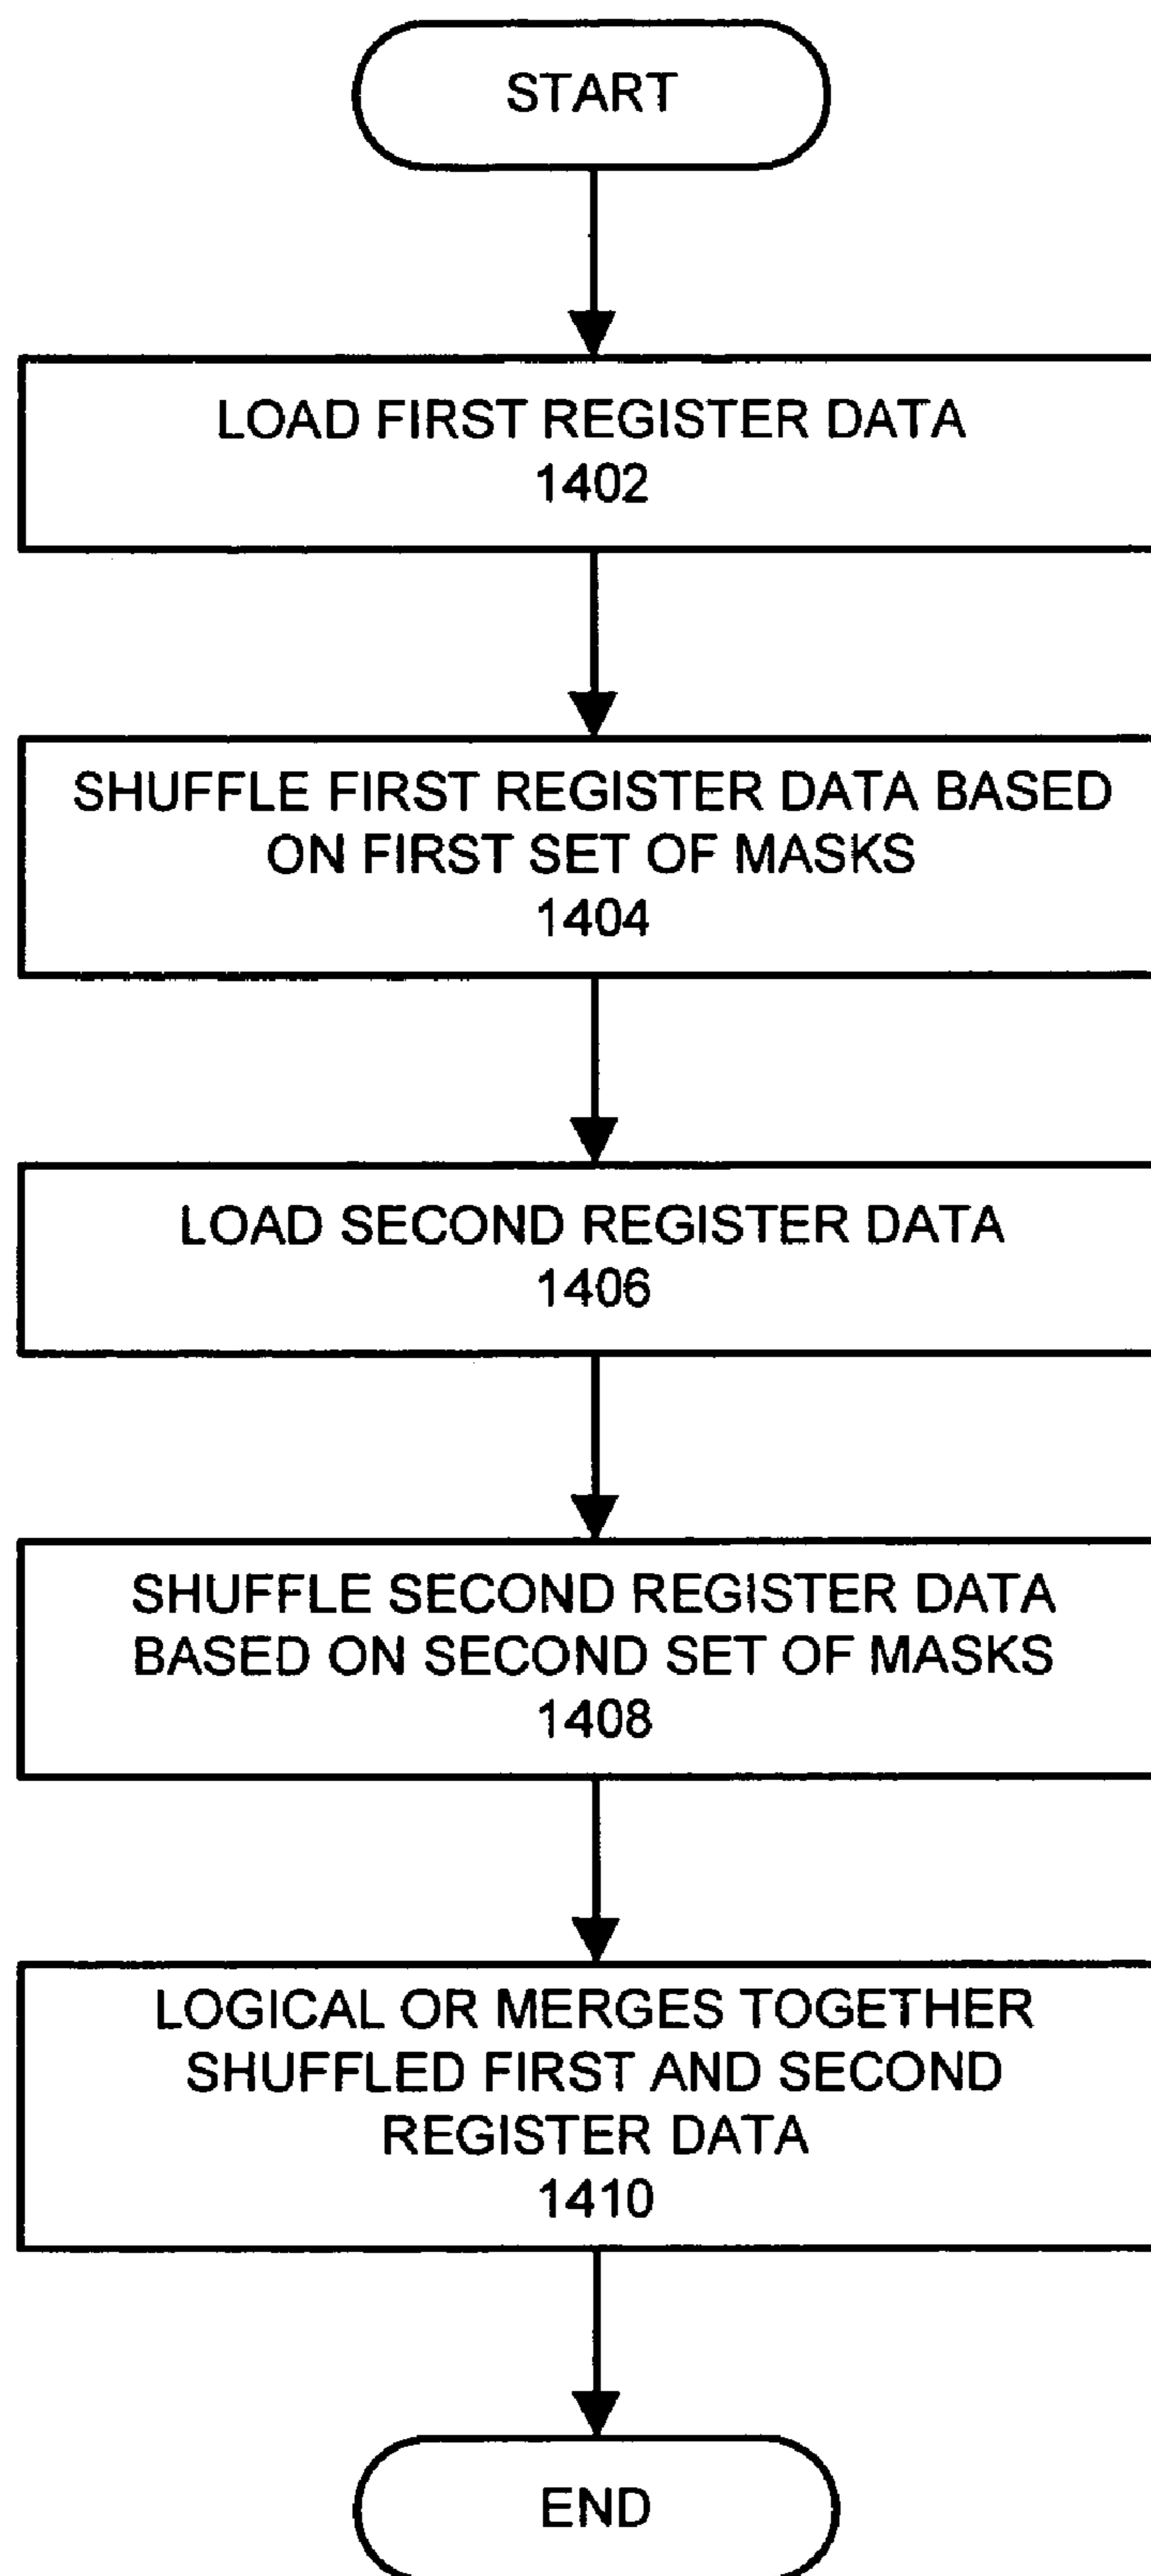 START
LOAD FIRST REGISTER DATA
1402
SHUFFLE FIRST REGISTER DATA BASED
ON FIRST SET OF MASKS
1404
LOAD SECOND REGISTER DATA
1406
SHUFFLE SECOND REGISTER DATA
BASED ON SECOND SET OF MASKS
1408
LOGICAL OR MERGES TOGETHER
SHUFFLED FIRST AND SECOND
REGISTER DATA
1410
END